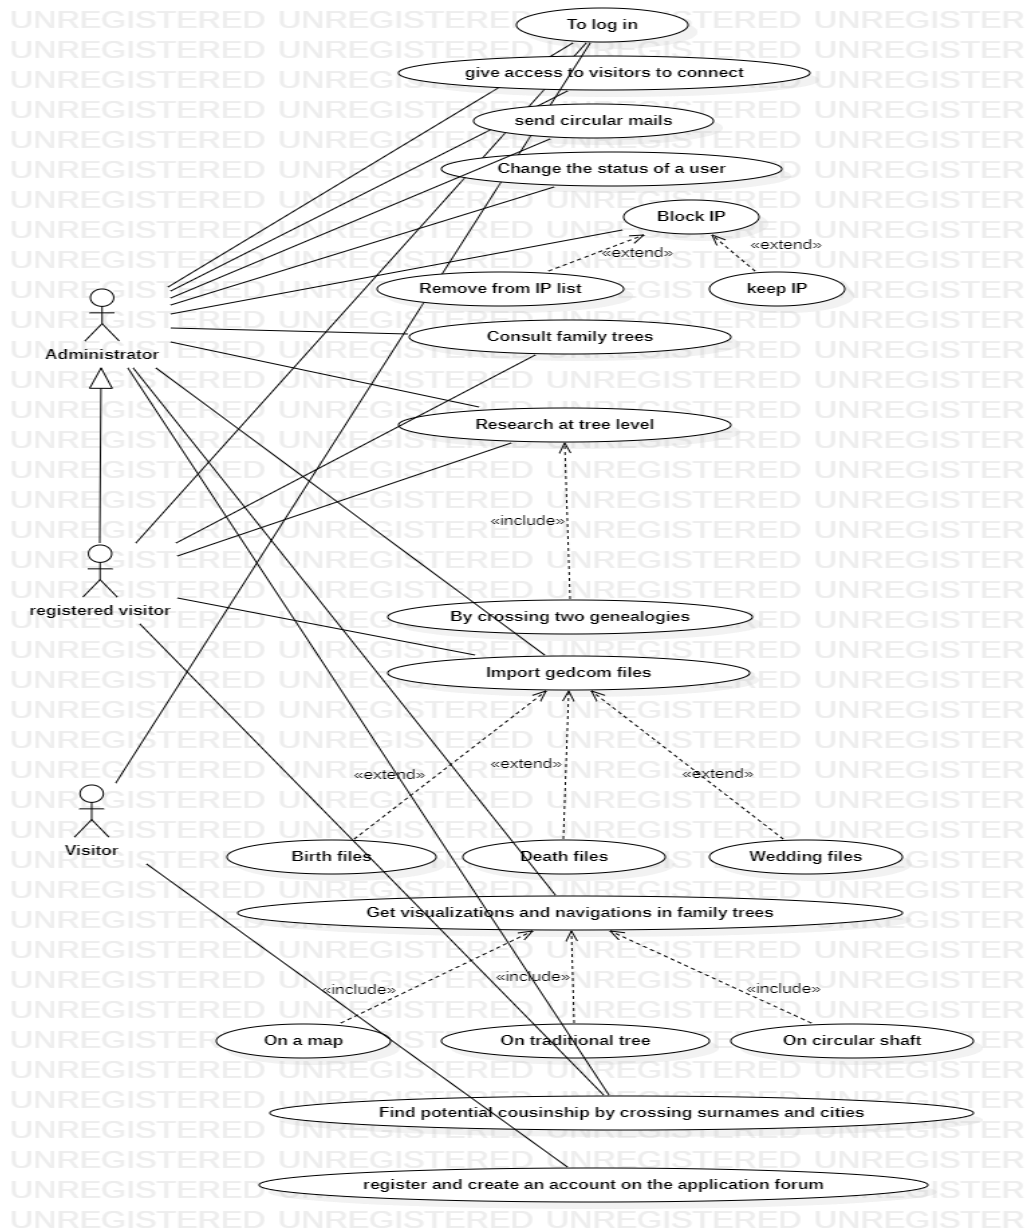 To log in
give access to visitors to connect
send circular mails
Change the status of a user
Block IP
«extend»
«extend»
Remove from IP list
keep IP
Consult family trees
Administrator
Research at tree level
«include»
registered visitor
By crossing two genealogies
Import gedcom files
«extend»
«extend»
«extend»
Visitor
Birth files
Death files
Wedding files
Get visualizations and navigations in family trees
«include»
«include»
«include»
On a map
On traditional tree
On circular shaft
Find potential cousinship by crossing surnames and cities
register and create an account on the application forum
UNREGISTERED